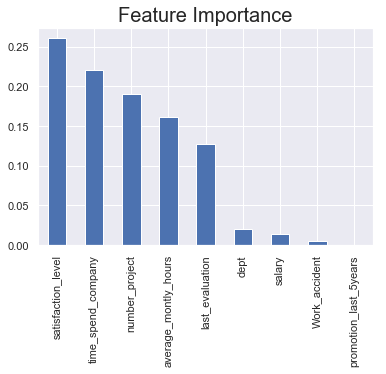 Feature Importance
0.25
0.20
0.15
0.10
0.05
0.00
satisfaction_level
time_spend_company
number_project
average_montly_hours
last_evaluation
dept
salary
Work_accident
promotion_last_5years